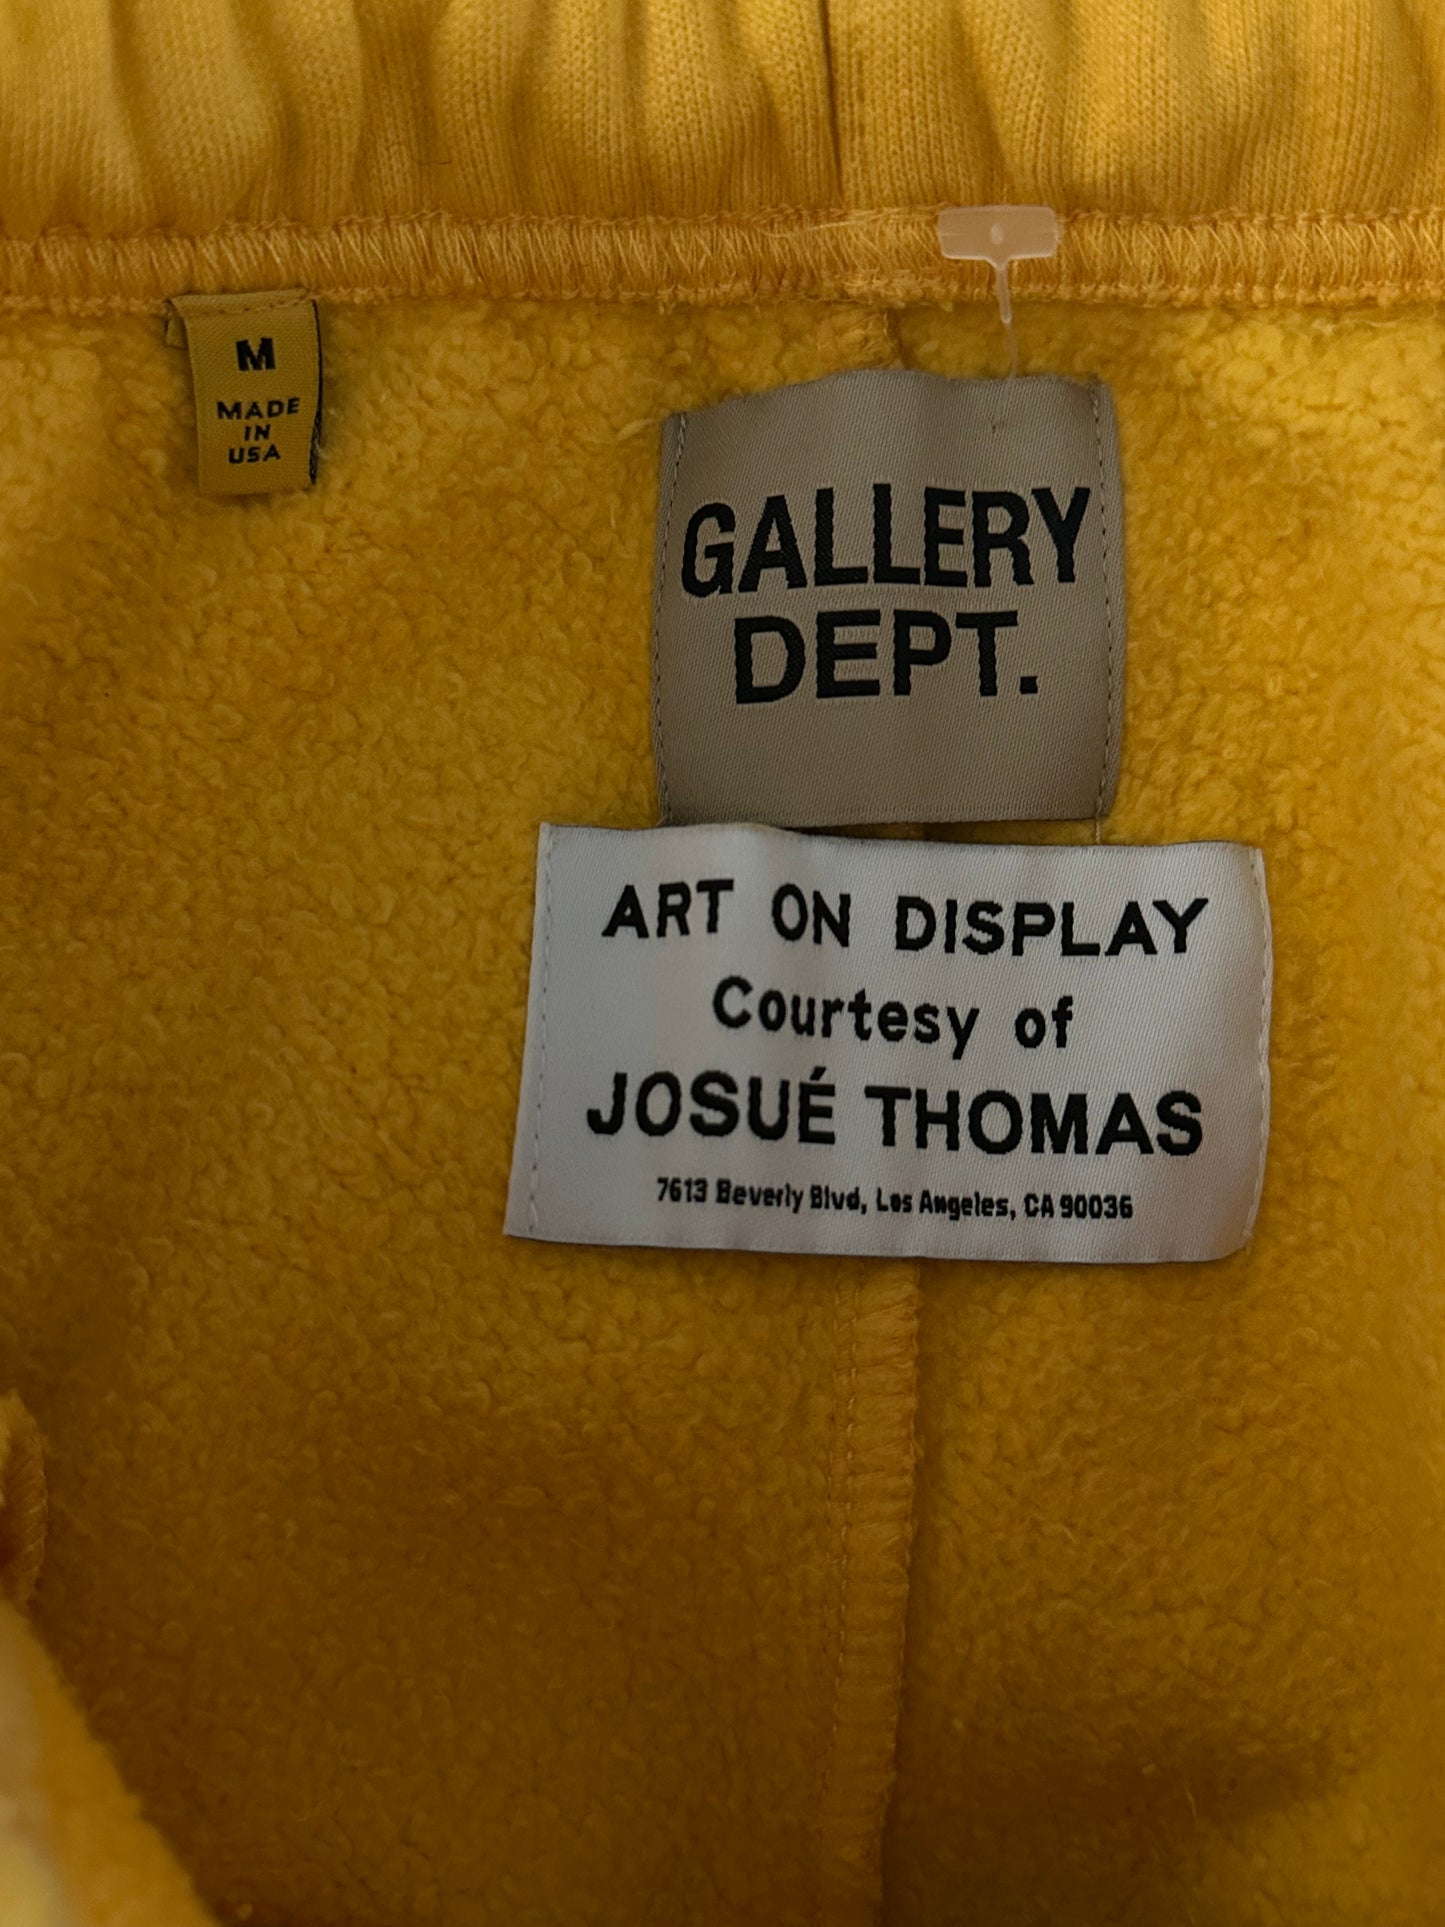 M
MADE
IN
USA
GALLERY
DEPT.
ART ON DISPLAY
Courtesy of
JOSUÉ THOMAS
7613 Beverly Blvd, Los Angeles, CA 90036